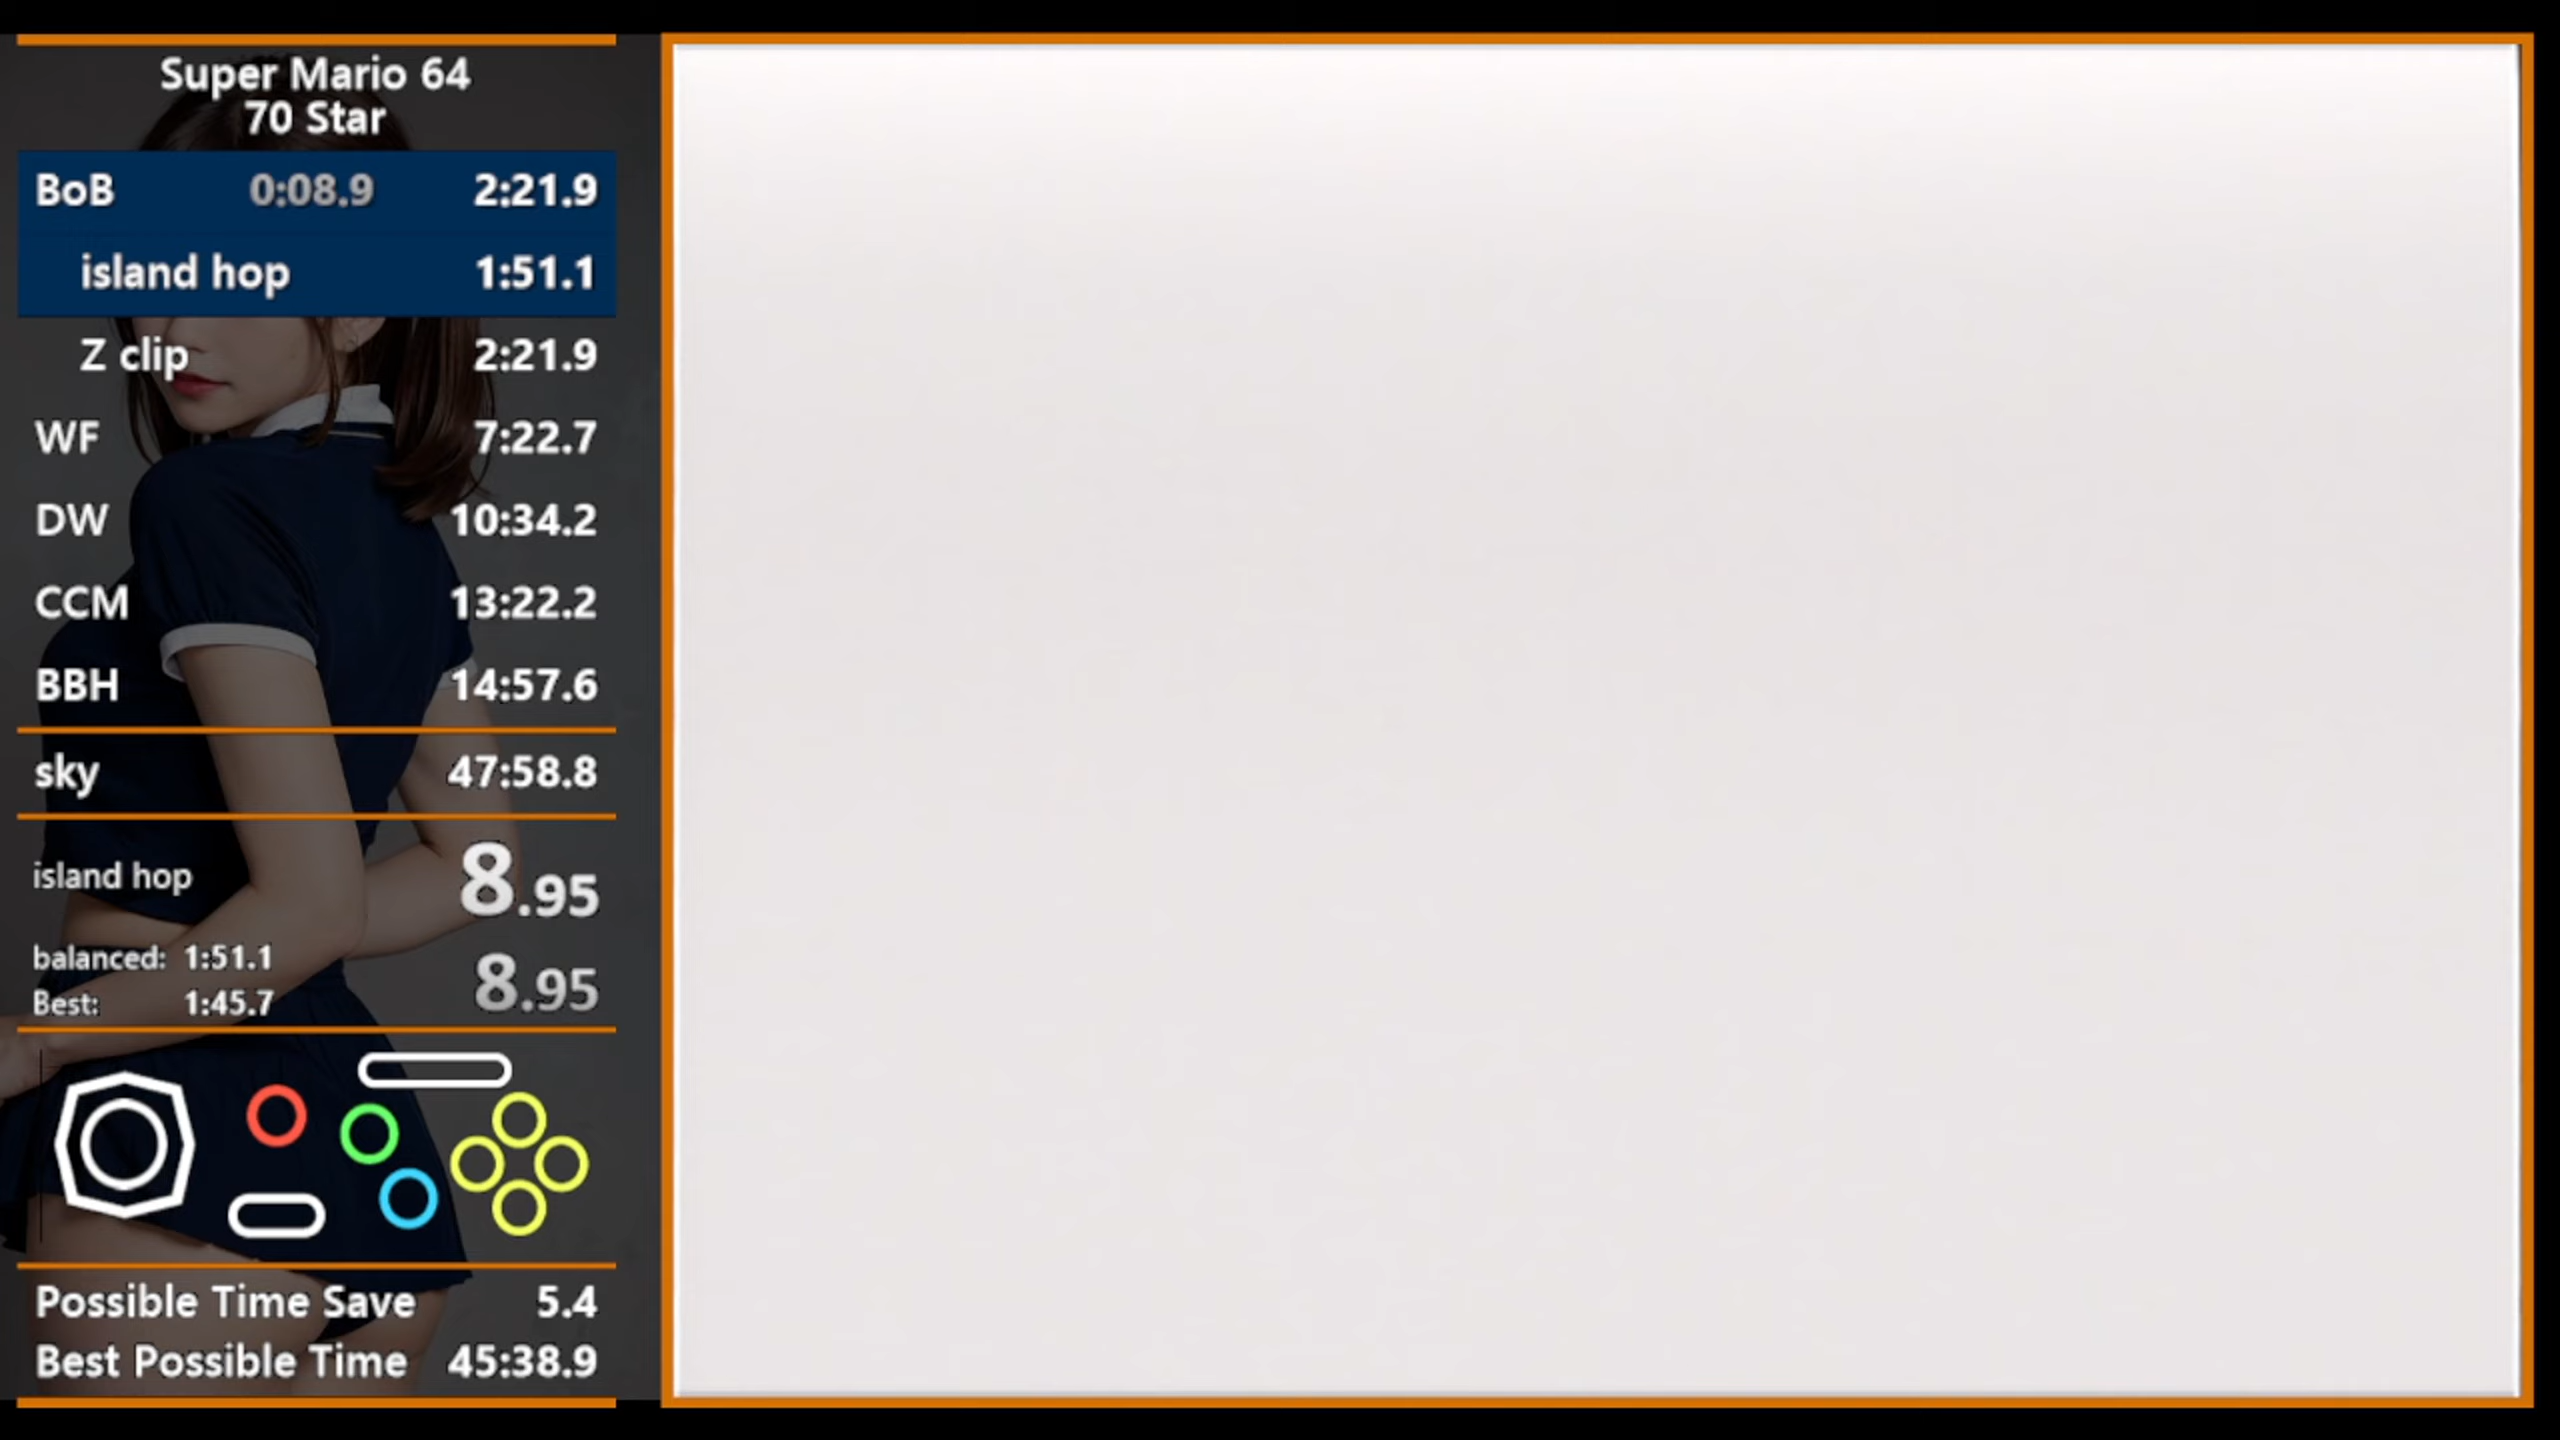 Super Mario 64
70 Star
BoB 0:08.9 2:21.9
island hop 1:51.1
Z clip 2:21.9
WF 7:22.7
DW 10:34.2
CCM 13:22.2
BBH 14:57.6
sky 47:58.8
island hop 8.95
balanced: 1:51.1
Best: 1:45.7 8.95
Possible Time Save 5.4
Best Possible Time 45:38.9